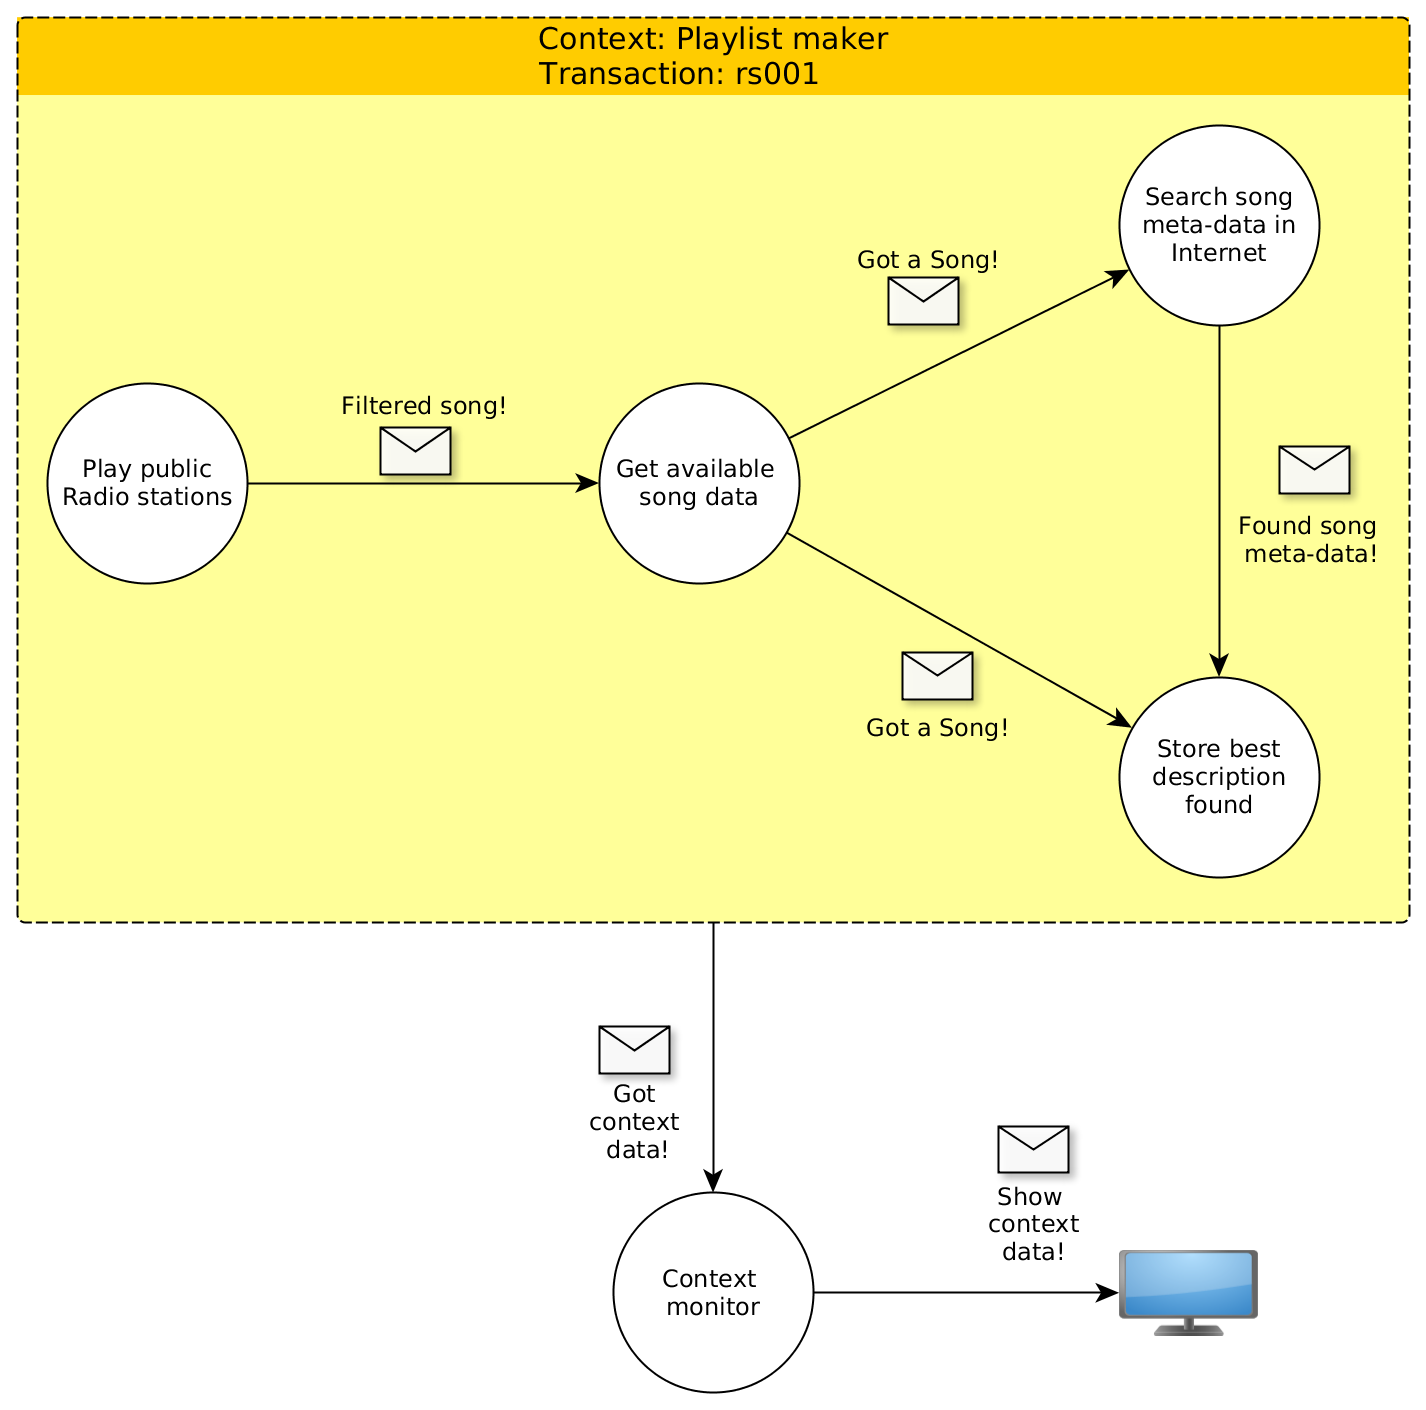 Context: Playlist maker
Transaction: rs001
Search song
meta-data in
Internet
Got a Song!
Filtered song!
Play public
Radio stations
Get available
song data
Found song
meta-data!
Got a Song!
Store best
description
found
Got
context
data!
Show
context
data!
Context
monitor